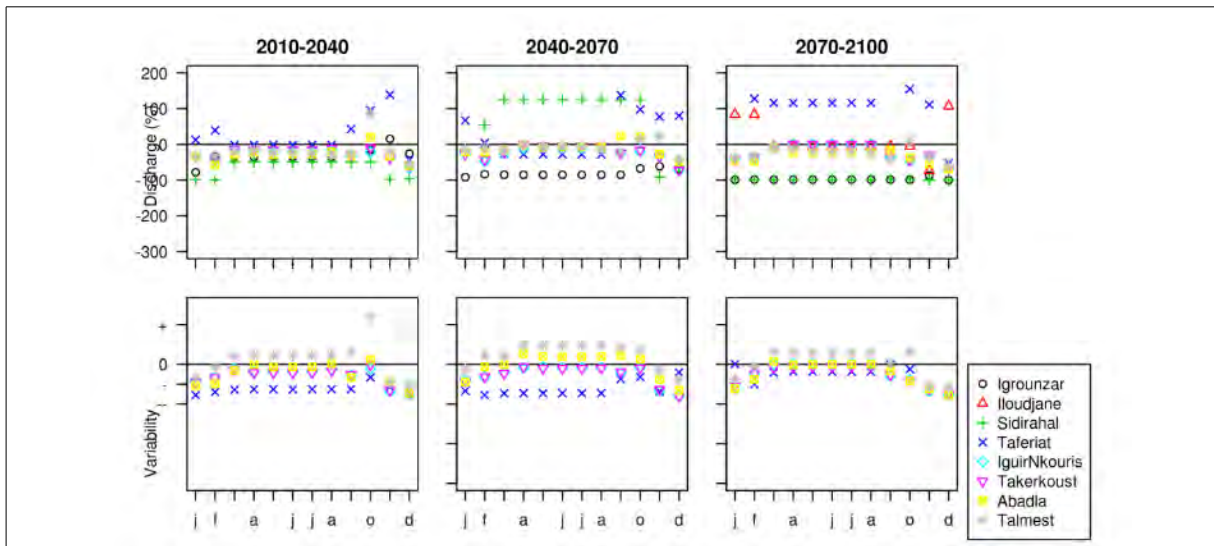 2010-2040
2040-2070
2070-2100
Discharge (%)
200
100
-100
-200
-300
j f a j j a o d
j f a j j a o d
j f a j j a o d
Variability
+
0
-
j f a j j a o d
j f a j j a o d
j f a j j a o d
Igrounzar
Iloudjane
Sidirahal
Taferiat
IguirNkouris
Takerkoust
Abadla
Talmest